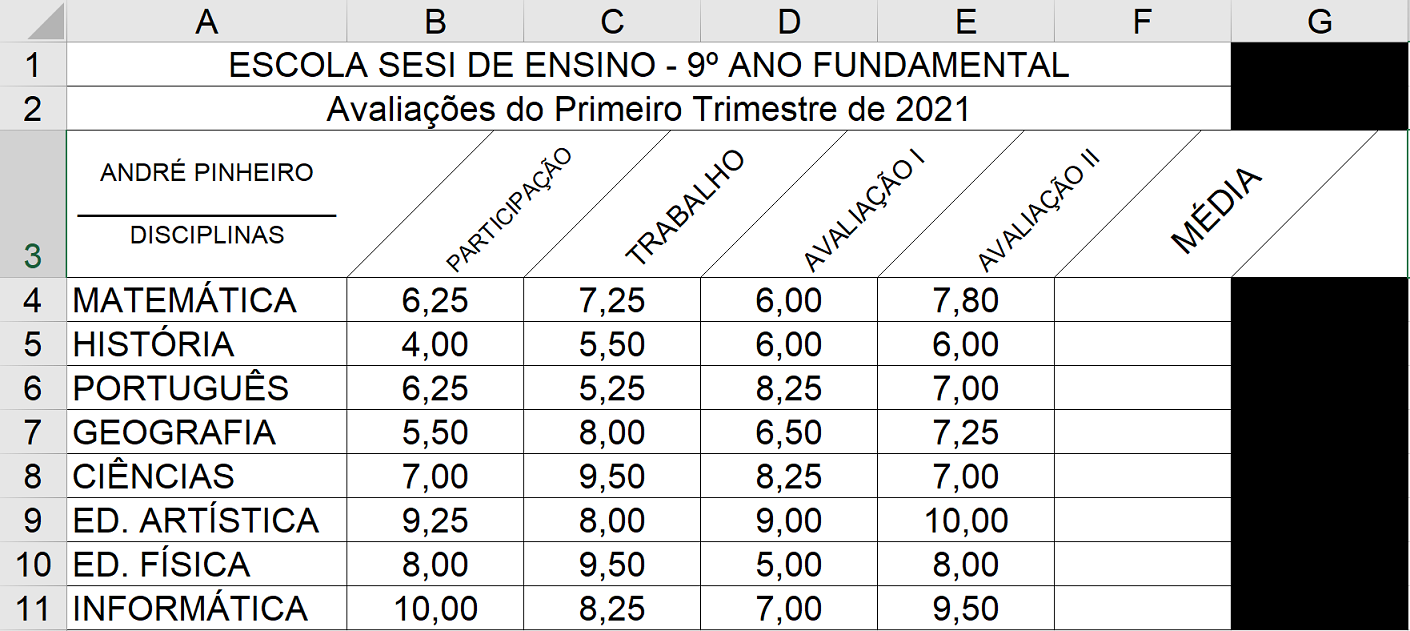 A B C D E F G
1 ESCOLA SESI DE ENSINO - 9º ANO FUNDAMENTAL
2 Avaliações do Primeiro Trimestre de 2021
3 ANDRÉ PINHEIRO
DISCIPLINAS
PARTICIPAÇÃO
TRABALHO
AVALIAÇÃO I
AVALIAÇÃO II
MÉDIA
4 MATEMÁTICA 6,25 7,25 6,00 7,80
5 HISTÓRIA 4,00 5,50 6,00 6,00
6 PORTUGUÊS 6,25 5,25 8,25 7,00
7 GEOGRAFIA 5,50 8,00 6,50 7,25
8 CIÊNCIAS 7,00 9,50 8,25 7,00
9 ED. ARTÍSTICA 9,25 8,00 9,00 10,00
10 ED. FÍSICA 8,00 9,50 5,00 8,00
11 INFORMÁTICA 10,00 8,25 7,00 9,50